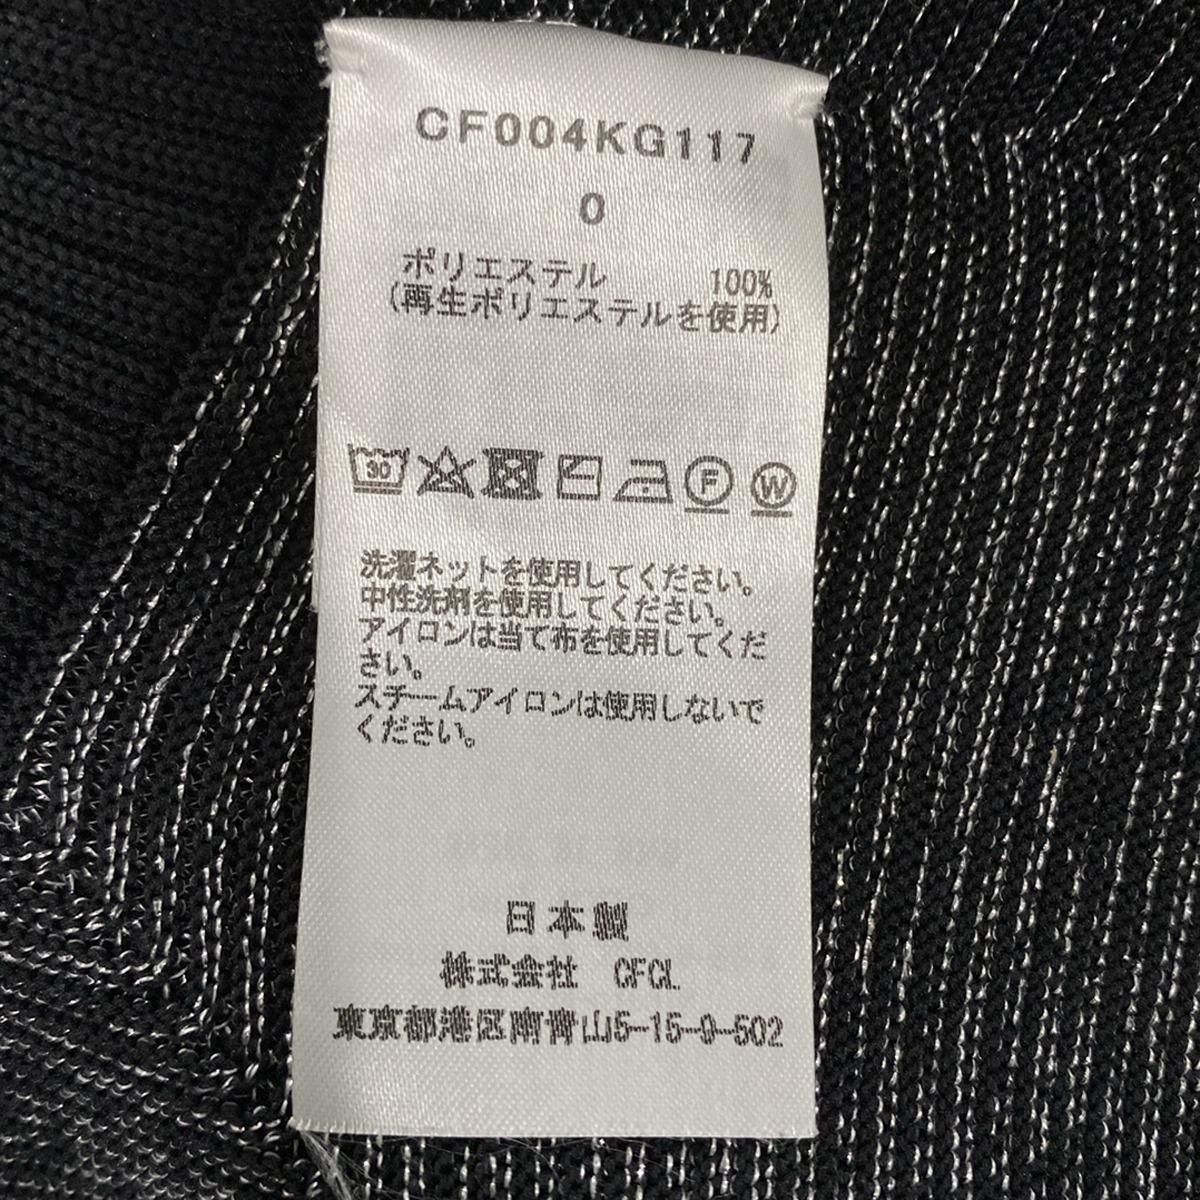 CF004KG117
0
ポリエステル 100%
(再生ポリエステルを使用)
30 F W
洗濯ネットを使用してください。
中性洗剤を使用してください。
アイロンは当て布を使用してくだ
さい。
スチームアイロンは使用しないで
ください。
日本製
株式会社 CFCL
東京都港区南青山5-15-9-502